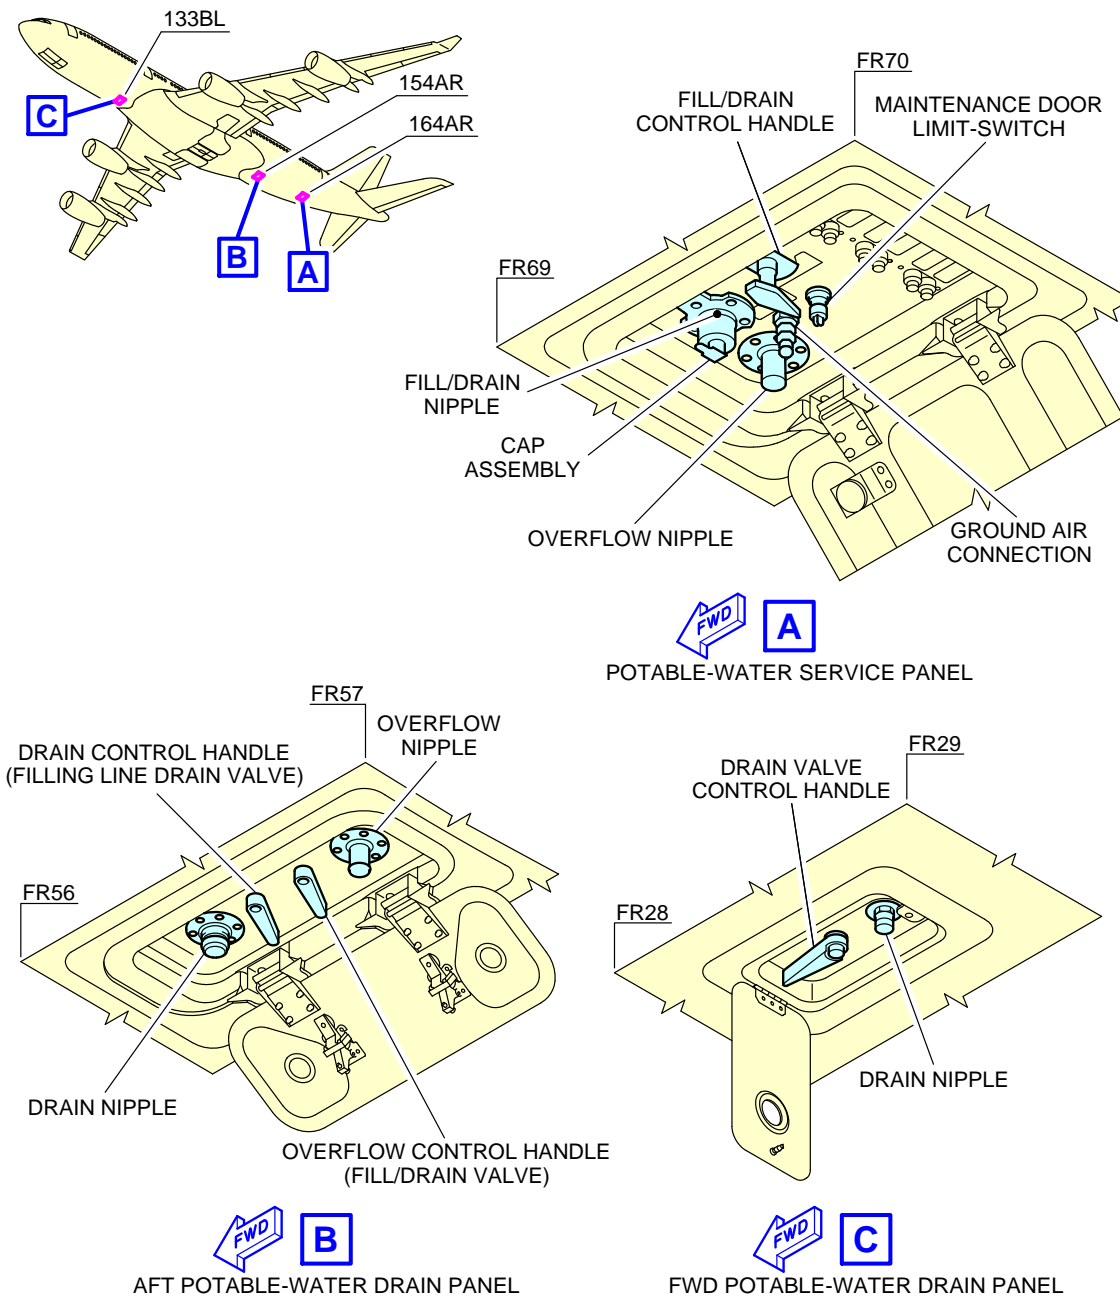 133BL
154AR
164AR
C
B
A
FR70
FILL/DRAIN
CONTROL HANDLE
MAINTENANCE DOOR
LIMIT-SWITCH
FR69
FILL/DRAIN
NIPPLE
CAP
ASSEMBLY
OVERFLOW NIPPLE
GROUND AIR
CONNECTION
FWD
A
POTABLE-WATER SERVICE PANEL
FR57
OVERFLOW
NIPPLE
DRAIN CONTROL HANDLE
(FILLING LINE DRAIN VALVE)
FR56
DRAIN NIPPLE
OVERFLOW CONTROL HANDLE
(FILL/DRAIN VALVE)
FWD
B
AFT POTABLE-WATER DRAIN PANEL
FR29
DRAIN VALVE
CONTROL HANDLE
FR28
DRAIN NIPPLE
FWD
C
FWD POTABLE-WATER DRAIN PANEL